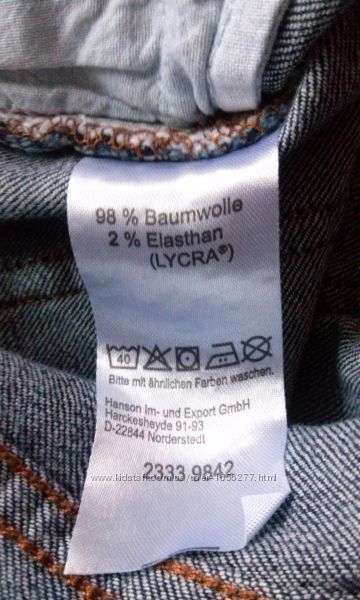 98 % Baumwolle
2 % Elasthan
(LYCRA®)
40
Bitte mit ähnlichen Farben waschen.
Hanson Im- und Export GmbH
Harckesheyde 91-93
D-22844 Norderstedt
2333 9842